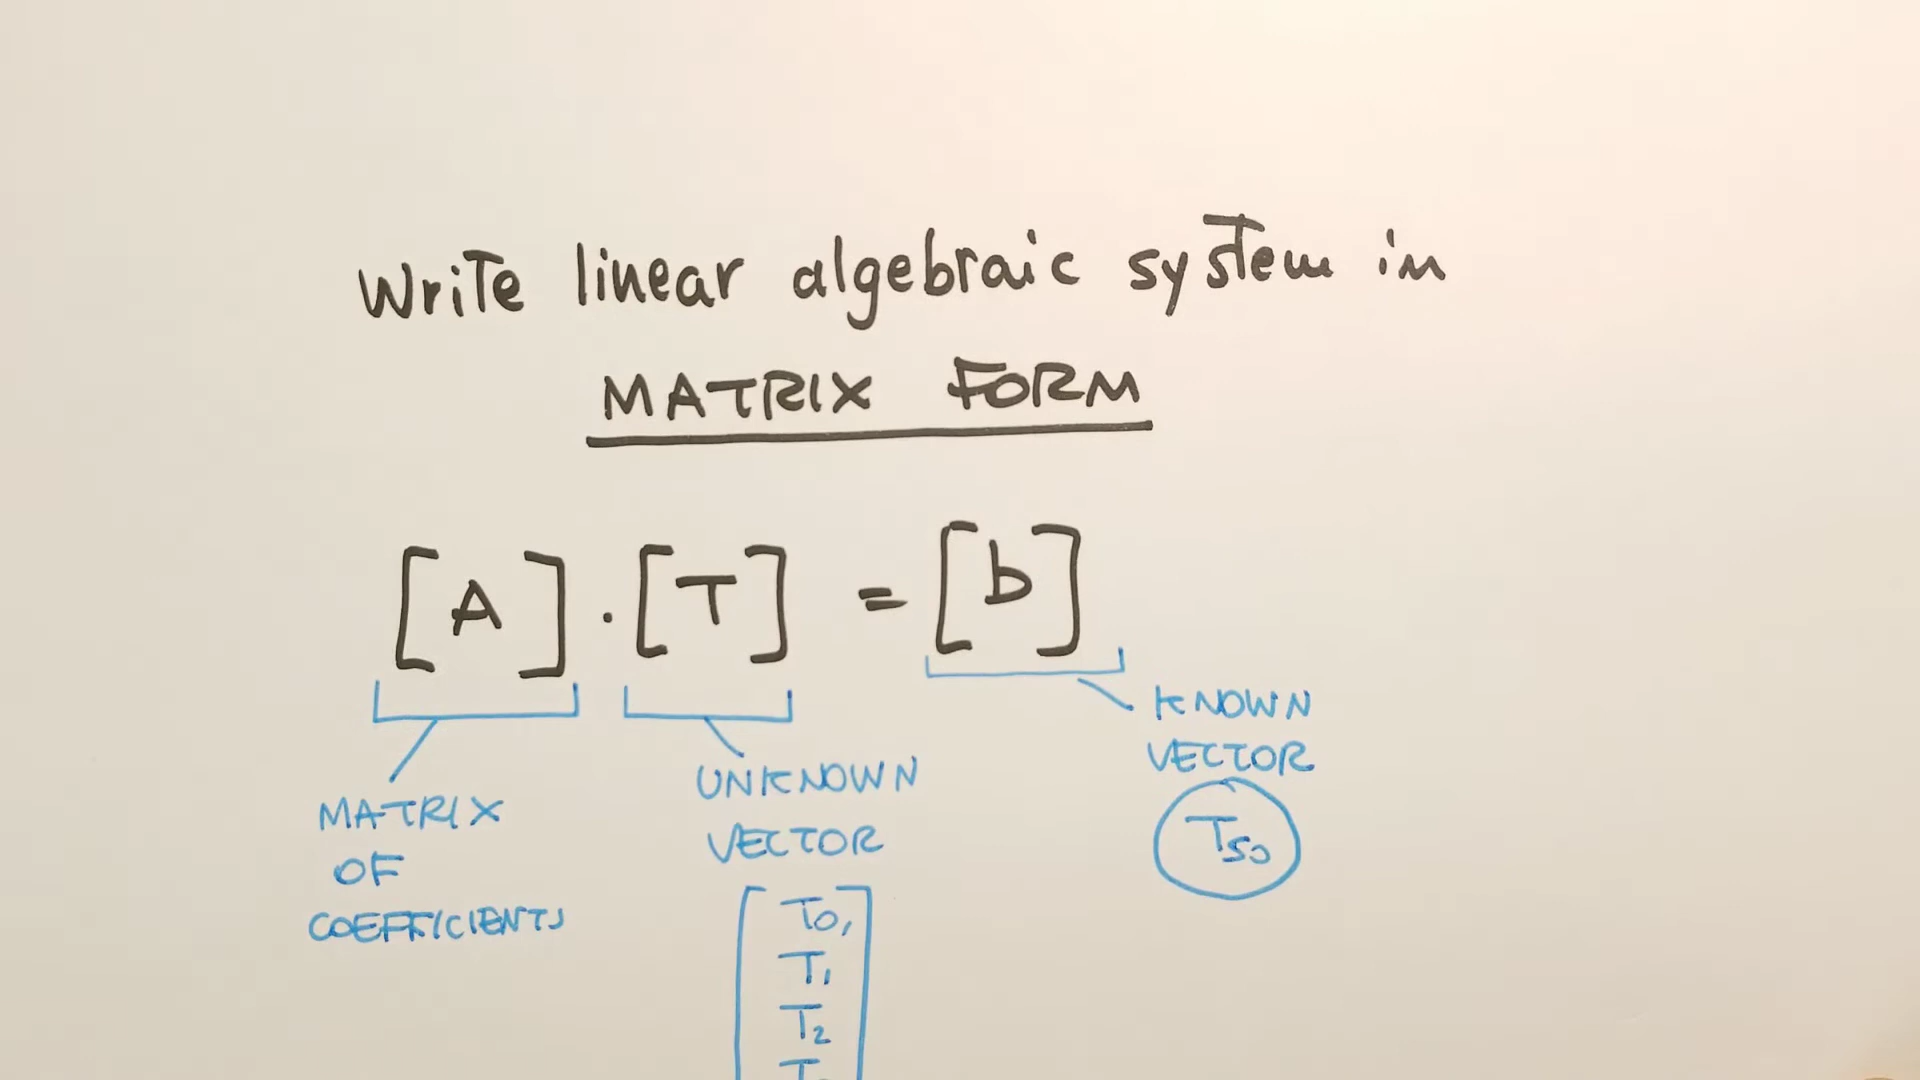 Write linear algebraic system in
MATRIX FORM
[A] · [T] = [b]
MATRIX
OF
COEFFICIENTS
UNKNOWN
VECTOR
KNOWN
VECTOR
T50
T0,
T1
T2